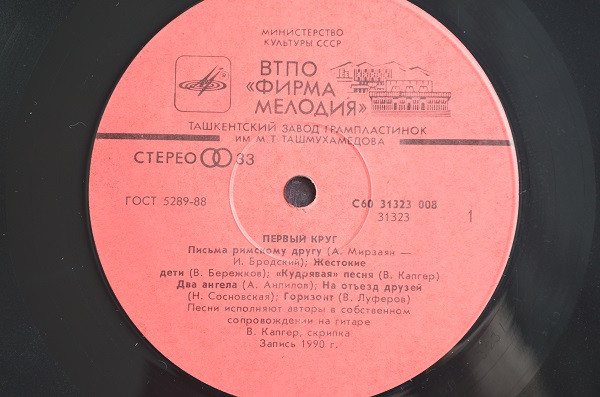 МИНИСТЕРСТВО
КУЛЬТУРЫ СССР
ВТПО
«ФИРМА
МЕЛОДИЯ»
ТАШКЕНТСКИЙ ЗАВОД ГРАМПЛАСТИНОК
ИМ М Т ТАШМУХАМЕДОВА
СТЕРЕО 33
ГОСТ 5289-88
С60 31323 008
31323
1
ПЕРВЫЙ КРУГ
Письма римскому другу (А. Мирзаян —
И. Бродский); Жестокие
дети (В. Бережков); «Кудрявая» песня (В. Капгер)
Два ангела (А. Анпилов); На отъезд друзей
(Н. Сосновская); Горизонт (В. Луферов)
Песни исполняют авторы в собственном
сопровождении на гитаре
В. Капгер, скрипка
Запись 1990 г.